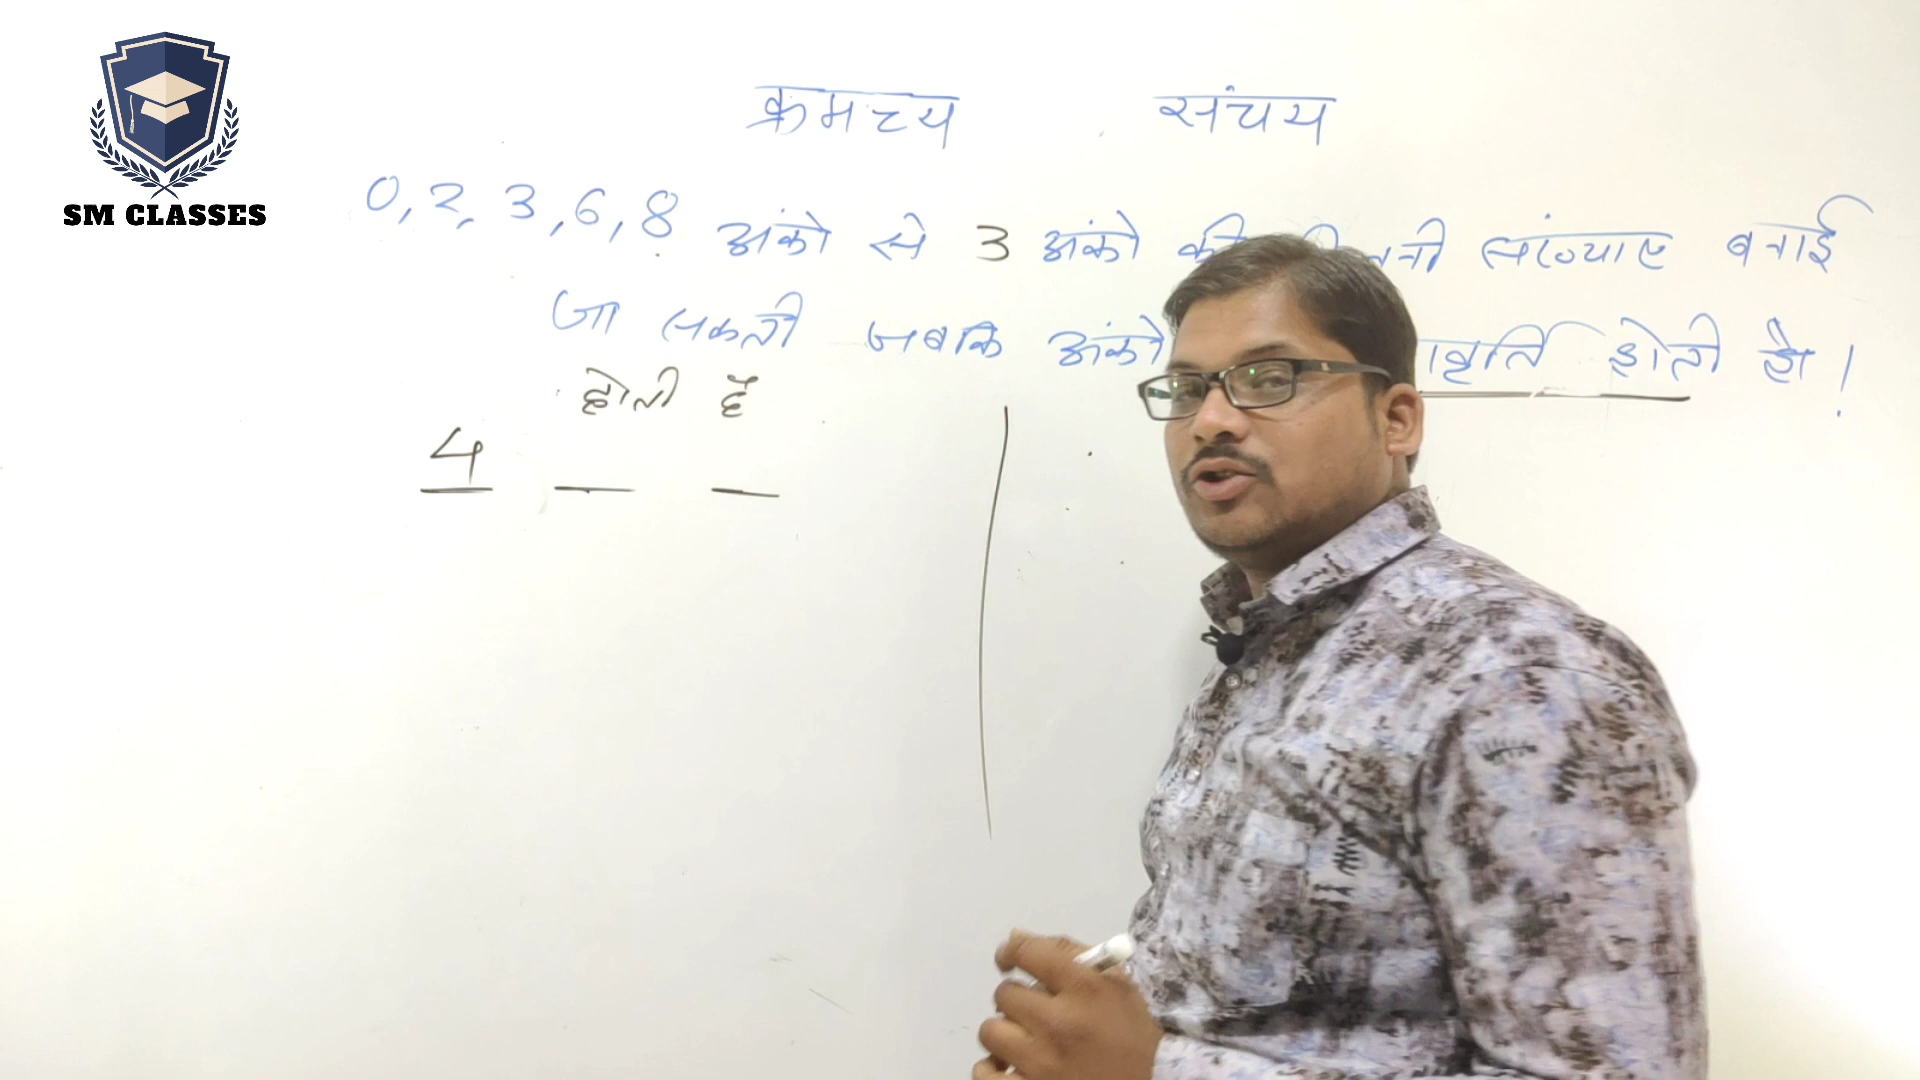 SM CLASSES
क्रमचय संचय
0, 2, 3, 6, 8 अंको से 3 अंको की संख्याए बनाई
जा सकती जबकि अंको होती हो।
होती है
4 _ _